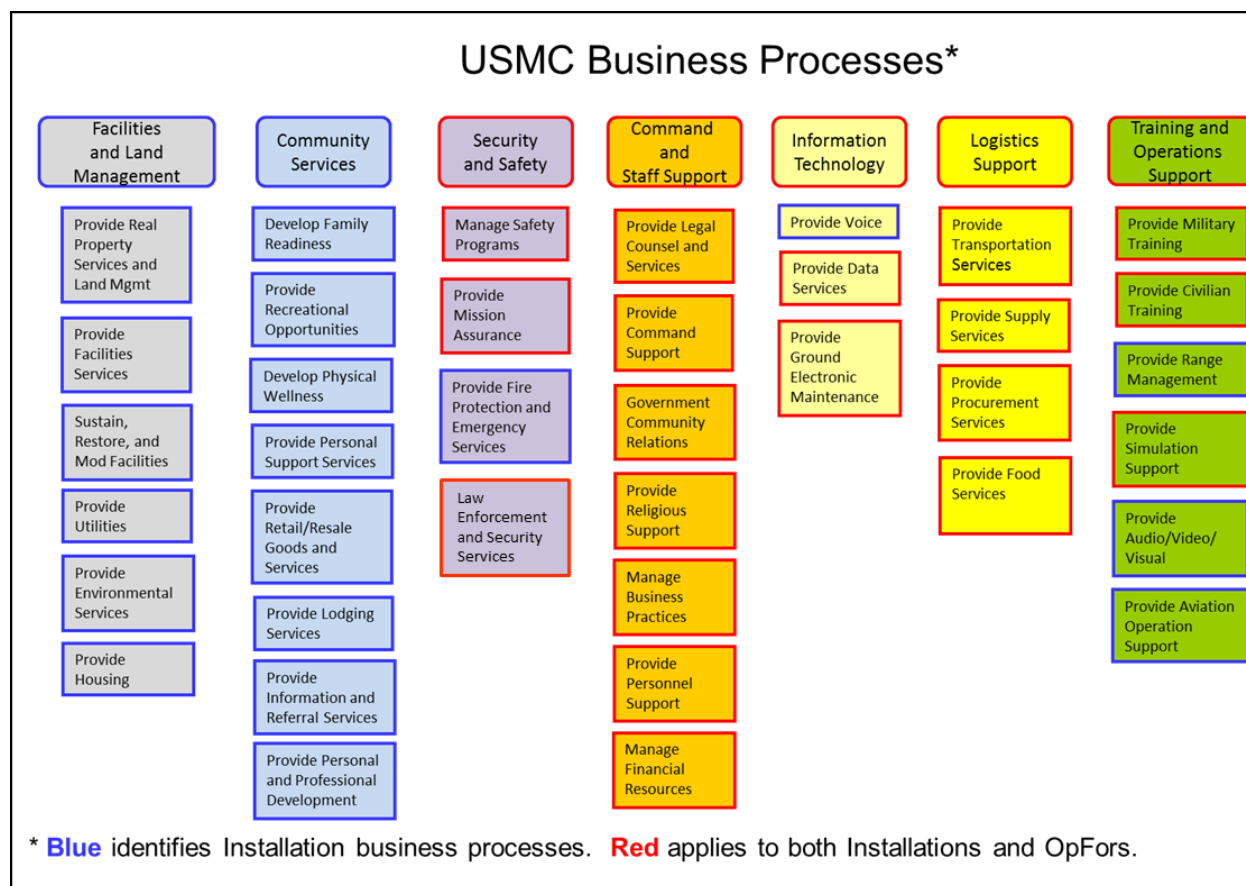 USMC Business Processes*
Facilities
and Land
Management
Provide Real
Property
Services and
Land Mgmt
Provide
Facilities
Services
Sustain,
Restore, and
Mod Facilities
Provide
Utilities
Provide
Environmental
Services
Provide
Housing
Community
Services
Develop Family
Readiness
Provide
Recreational
Opportunities
Develop Physical
Wellness
Provide Personal
Support Services
Provide
Retail/Resale
Goods and
Services
Provide Lodging
Services
Provide
Information and
Referral Services
Provide Personal
and Professional
Development
Security
and Safety
Manage Safety
Programs
Provide
Mission
Assurance
Provide Fire
Protection and
Emergency
Services
Law
Enforcement
and Security
Services
Command
and
Staff Support
Provide Legal
Counsel and
Services
Provide
Command
Support
Government
Community
Relations
Provide
Religious
Support
Manage
Business
Practices
Provide
Personnel
Support
Manage
Financial
Resources
Information
Technology
Provide Voice
Provide Data
Services
Provide
Ground
Electronic
Maintenance
Logistics
Support
Provide
Transportation
Services
Provide Supply
Services
Provide
Procurement
Services
Provide Food
Services
Training and
Operations
Support
Provide Military
Training
Provide Civilian
Training
Provide Range
Management
Provide
Simulation
Support
Provide
Audio/Video/
Visual
Provide Aviation
Operation
Support
* Blue identifies Installation business processes. Red applies to both Installations and OpFors.